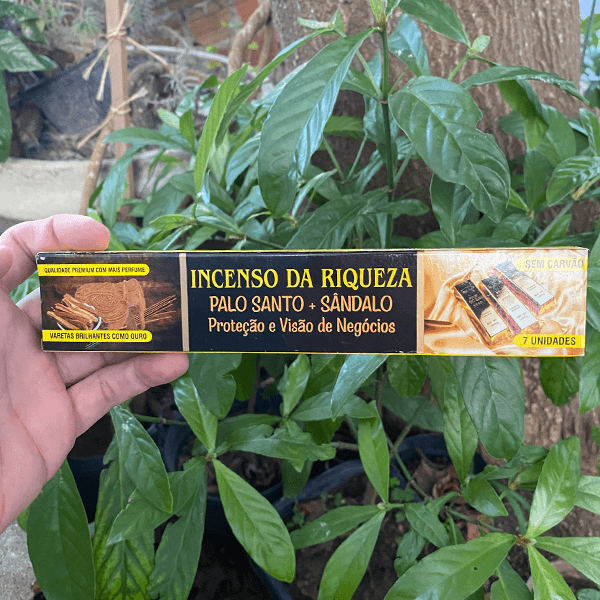 QUALIDADE PREMIUM COM MAIS PERFUME
VARETAS BRILHANTES COMO OURO
INCENSO DA RIQUEZA
PALO SANTO + SÂNDALO
Proteção e Visão de Negócios
SEM CARVÃO
7 UNIDADES